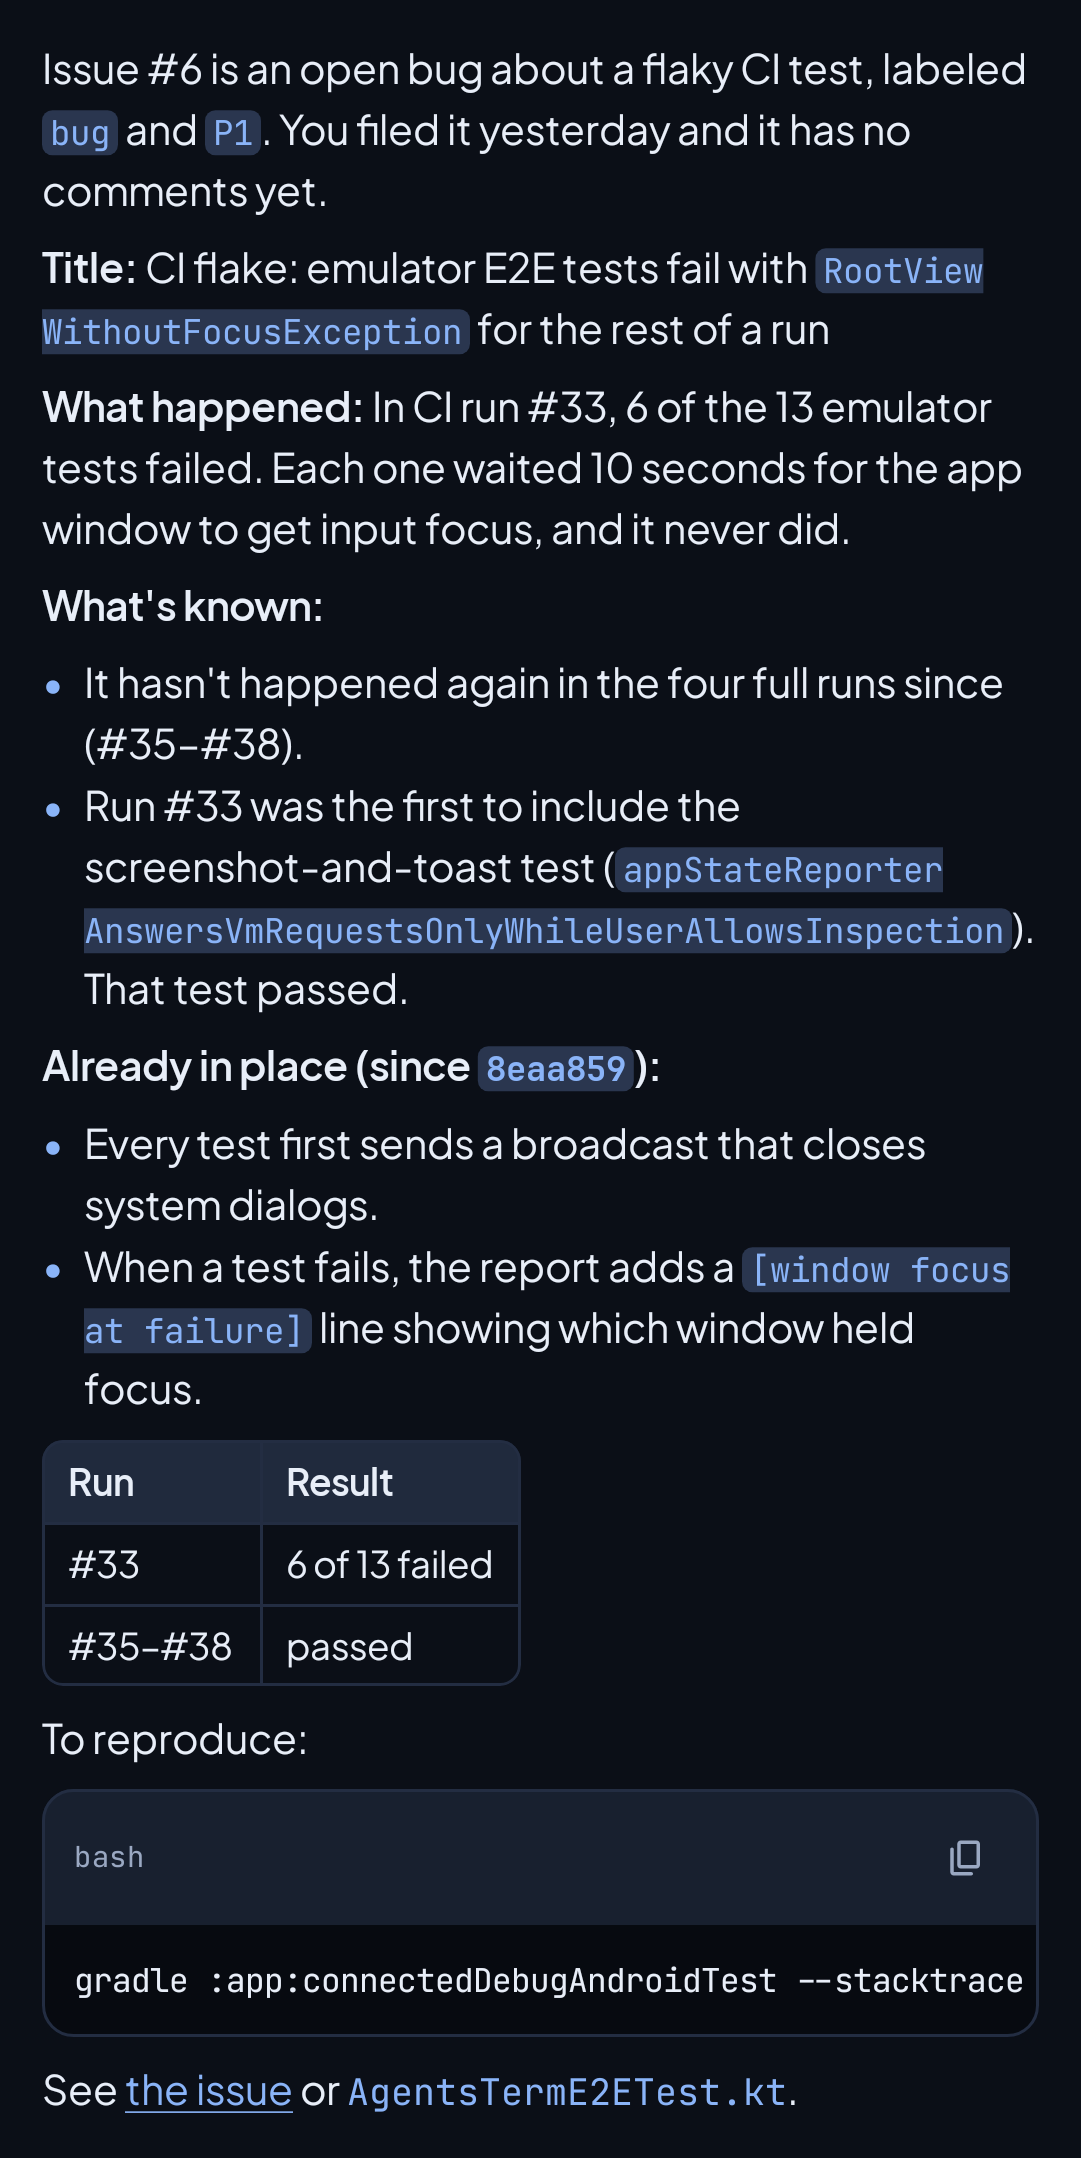 Issue #6 is an open bug about a flaky CI test, labeled
bug and P1. You filed it yesterday and it has no
comments yet.
Title: CI flake: emulator E2E tests fail with RootView
WithoutFocusException for the rest of a run
What happened: In CI run #33, 6 of the 13 emulator
tests failed. Each one waited 10 seconds for the app
window to get input focus, and it never did.
What's known:
• It hasn't happened again in the four full runs since
(#35–#38).
• Run #33 was the first to include the
screenshot-and-toast test (appStateReporter
AnswersVmRequestsOnlyWhileUserAllowsInspection).
That test passed.
Already in place (since 8eaa859):
• Every test first sends a broadcast that closes
system dialogs.
• When a test fails, the report adds a [window focus
at failure] line showing which window held
focus.
Run Result
#33 6 of 13 failed
#35–#38 passed
To reproduce:
bash
gradle :app:connectedDebugAndroidTest --stacktrace
See the issue or AgentsTermE2ETest.kt.